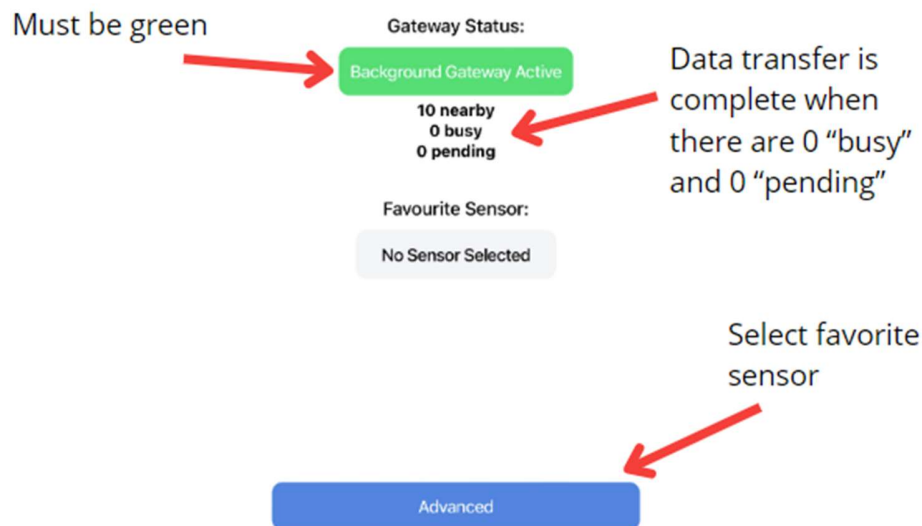 Must be green
Gateway Status:
Background Gateway Active
10 nearby
0 busy
0 pending
Data transfer is
complete when
there are 0 “busy”
and 0 “pending”
Favourite Sensor:
No Sensor Selected
Select favorite
sensor
Advanced